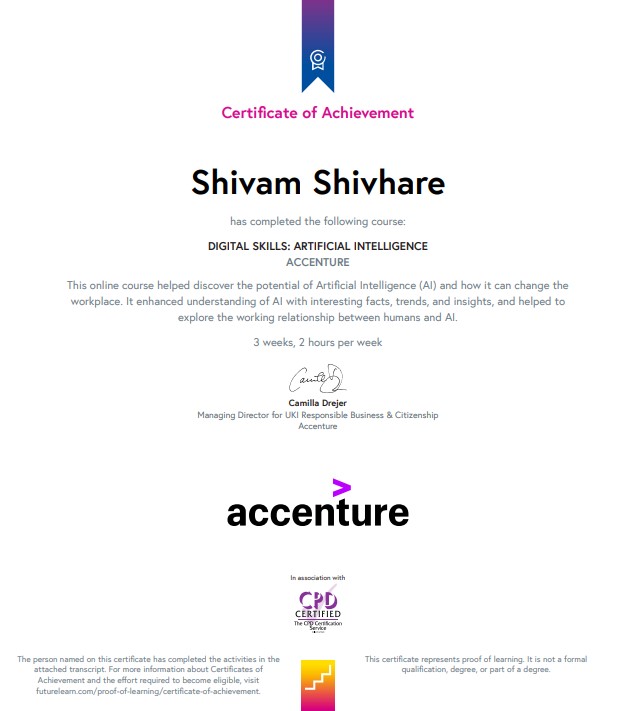 Certificate of Achievement
Shivam Shivhare
has completed the following course:
DIGITAL SKILLS: ARTIFICIAL INTELLIGENCE
ACCENTURE
This online course helped discover the potential of Artificial Intelligence (AI) and how it can change the
workplace. It enhanced understanding of AI with interesting facts, trends, and insights, and helped to
explore the working relationship between humans and AI.
3 weeks, 2 hours per week
Camilla Drejer
Managing Director for UKI Responsible Business & Citizenship
Accenture
accenture
In association with
CPD
CERTIFIED
The CPD Certification
Service
The person named on this certificate has completed the activities in the
attached transcript. For more information about Certificates of
Achievement and the effort required to become eligible, visit
futurelearn.com/proof-of-learning/certificate-of-achievement.
This certificate represents proof of learning. It is not a formal
qualification, degree, or part of a degree.